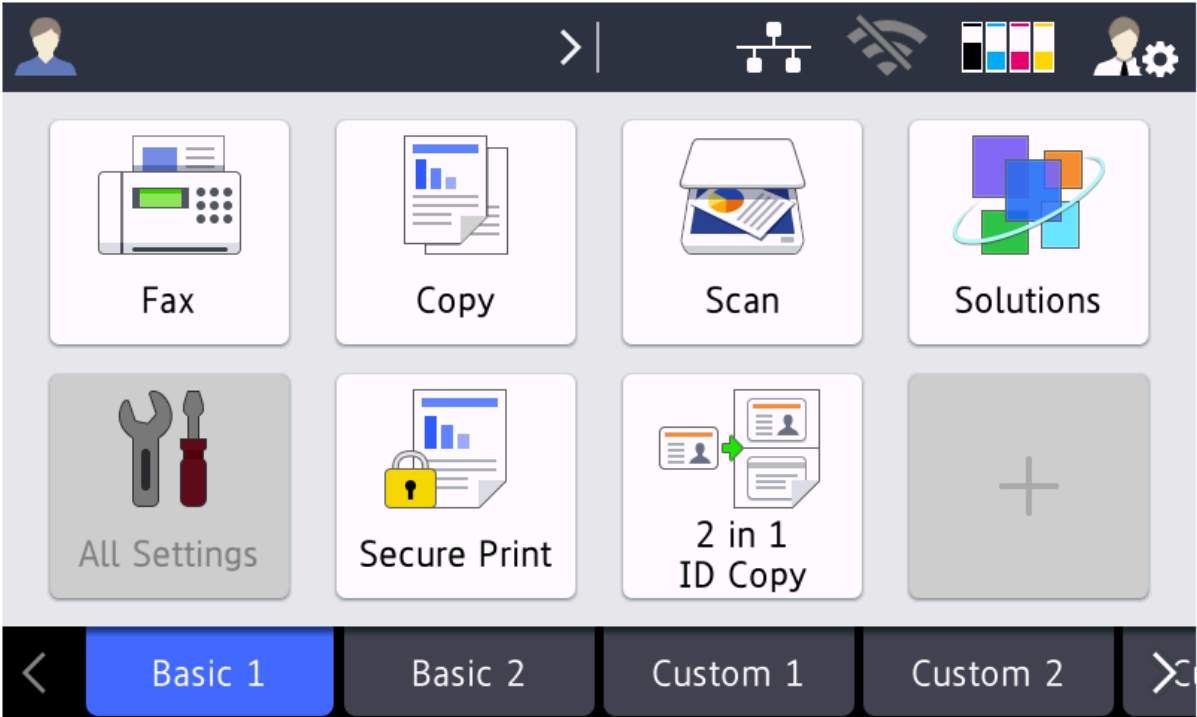 Fax
Copy
Scan
Solutions
All Settings
Secure Print
2 in 1
ID Copy
Basic 1
Basic 2
Custom 1
Custom 2